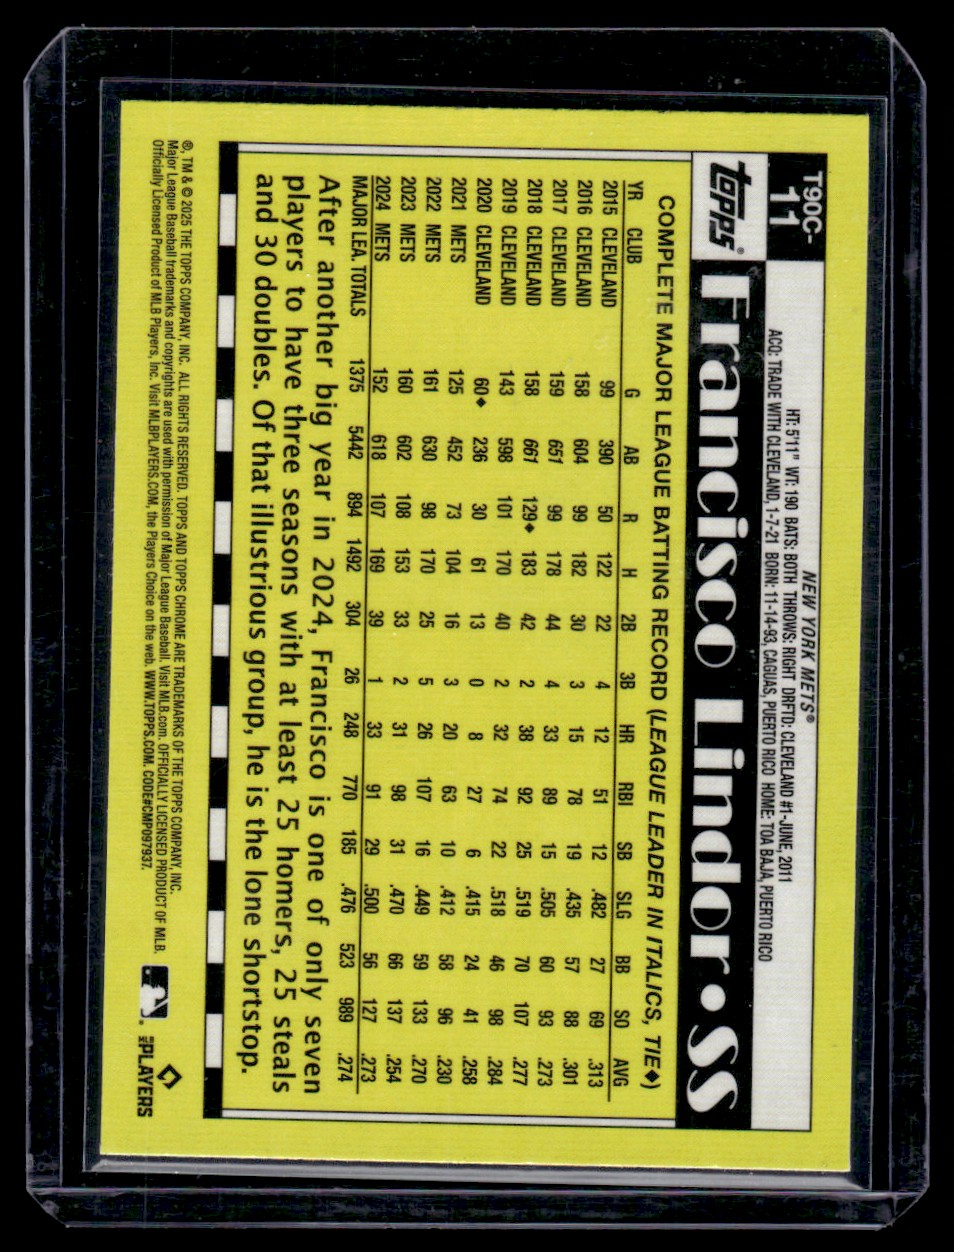 T90C-
11
NEW YORK METS®
HT: 5'11" WT: 190 BATS: BOTH THROWS: RIGHT DRFTD: CLEVELAND #1-JUNE, 2011
ACQ: TRADE WITH CLEVELAND, 1-7-21 BORN: 11-14-93, CAGUAS, PUERTO RICO HOME: TOA BAJA, PUERTO RICO
topps® Francisco Lindor • SS
COMPLETE MAJOR LEAGUE BATTING RECORD (LEAGUE LEADER IN ITALICS, TIE◆)
YR CLUB G AB R H 2B 3B HR RBI SB SLG BB SO AVG
2015 CLEVELAND 99 390 50 122 22 4 12 51 12 .482 27 69 .313
2016 CLEVELAND 158 604 99 182 30 3 15 78 19 .435 57 88 .301
2017 CLEVELAND 159 651 99 178 44 4 33 89 15 .505 60 93 .273
2018 CLEVELAND 158 661 129◆ 183 42 2 38 92 25 .519 70 107 .277
2019 CLEVELAND 143 598 101 170 40 2 32 74 22 .518 46 98 .284
2020 CLEVELAND 60◆ 236 30 61 13 0 8 27 6 .415 24 41 .258
2021 METS 125 452 73 104 16 3 20 63 10 .412 58 96 .230
2022 METS 161 630 98 170 25 5 26 107 16 .449 59 133 .270
2023 METS 160 602 108 153 33 2 31 98 31 .470 66 137 .254
2024 METS 152 618 107 169 39 1 33 91 29 .500 56 127 .273
MAJOR LEA. TOTALS 1375 5442 894 1492 304 26 248 770 185 .476 523 989 .274
After another big year in 2024, Francisco is one of only seven
players to have three seasons with at least 25 homers, 25 steals
and 30 doubles. Of that illustrious group, he is the lone shortstop.
®, TM & © 2025 THE TOPPS COMPANY, INC. ALL RIGHTS RESERVED. TOPPS AND TOPPS CHROME ARE TRADEMARKS OF THE TOPPS COMPANY, INC.
Major League Baseball trademarks and copyrights are used with permission of Major League Baseball. Visit MLB.com. OFFICIALLY LICENSED PRODUCT OF MLB.
Officially Licensed Product of MLB Players, Inc. Visit MLBPLAYERS.COM, the Players Choice on the web. WWW.TOPPS.COM. CODE#CMP097937.
MLB PLAYERS